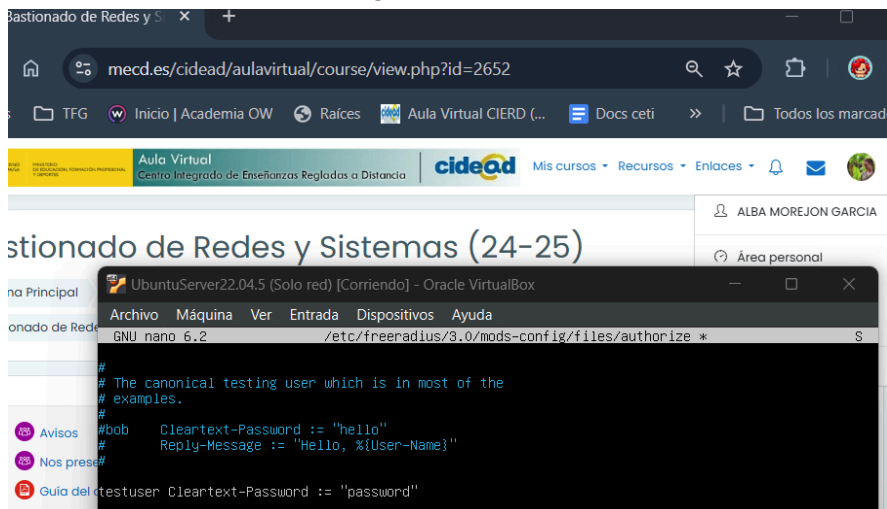 Bastionado de Redes y S
mecd.es/cidead/aulavirtual/course/view.php?id=2652
TFG Inicio | Academia OW Raíces Aula Virtual CIERD (... Docs ceti » Todos los marcad
Aula Virtual
Centro Integrado de Enseñanzas Regladas a Distancia
cidead Mis cursos Recursos Enlaces
ALBA MOREJON GARCIA
stionado de Redes y Sistemas (24-25)
Área personal
na Principal
UbuntuServer22.04.5 (Solo red) [Corriendo] - Oracle VirtualBox
Archivo Máquina Ver Entrada Dispositivos Ayuda
onado de Rede
GNU nano 6.2 /etc/freeradius/3.0/mods-config/files/authorize * S
#
# The canonical testing user which is in most of the
# examples.
#
#bob Cleartext-Password := "hello"
# Reply-Message := "Hello, %{User-Name}"
#
testuser Cleartext-Password := "password"
Avisos
Nos prese
Guía del